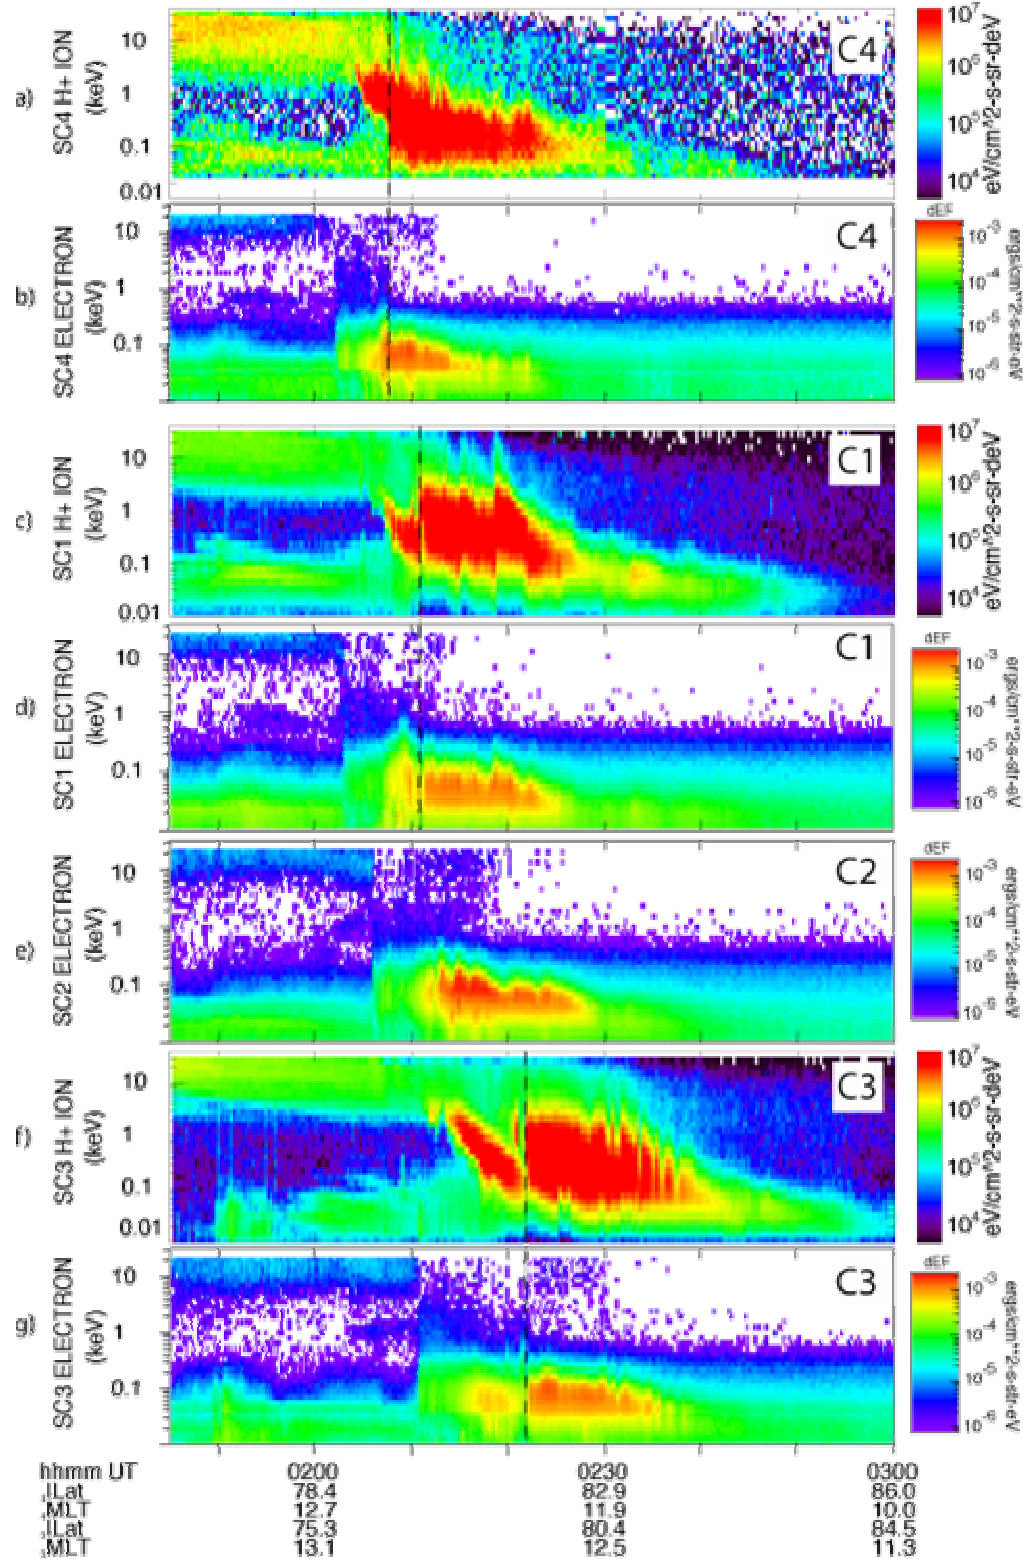 a) SC4 H+ ION (keV) 10 1 0.1 0.01 C4 10^7 10^6 10^5 10^4 eV/cm^2-s-sr-deV
b) SC4 ELECTRON (keV) 10 1 0.1 C4 dEF 10^-3 10^-4 10^-5 10^-6 ergs/cm**2-s-str-eV
c) SC1 H+ ION (keV) 10 1 0.1 0.01 C1 10^7 10^6 10^5 10^4 eV/cm^2-s-sr-deV
d) SC1 ELECTRON (keV) 10 1 0.1 C1 dEF 10^-3 10^-4 10^-5 10^-6 ergs/cm**2-s-str-eV
e) SC2 ELECTRON (keV) 10 1 0.1 C2 dEF 10^-3 10^-4 10^-5 10^-6 ergs/cm**2-s-str-eV
f) SC3 H+ ION (keV) 10 1 0.1 0.01 C3 10^7 10^6 10^5 10^4 eV/cm^2-s-sr-deV
g) SC3 ELECTRON (keV) 10 1 0.1 C3 dEF 10^-3 10^-4 10^-5 10^-6 ergs/cm**2-s-str-eV
hhmm UT 0200 0230 0300
ILat 78.4 82.9 86.0
MLT 12.7 11.9 10.0
ILat 75.3 80.4 84.5
MLT 13.1 12.5 11.3